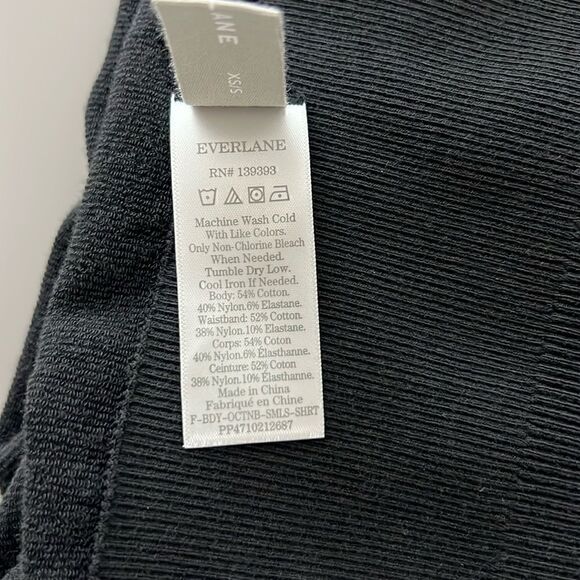 LANE
XS/S
EVERLANE
RN# 139393
Machine Wash Cold
With Like Colors.
Only Non-Chlorine Bleach
When Needed.
Tumble Dry Low.
Cool Iron If Needed.
Body: 54% Cotton.
40% Nylon.6% Elastane.
Waistband: 52% Cotton.
38% Nylon.10% Elastane.
Corps: 54% Coton
40% Nylon.6% Élasthanne.
Ceinture: 52% Coton
38% Nylon.10% Élasthanne.
Made in China
Fabriqué en Chine
F-BDY-OCTNB-SMLS-SHRT
PP4710212687